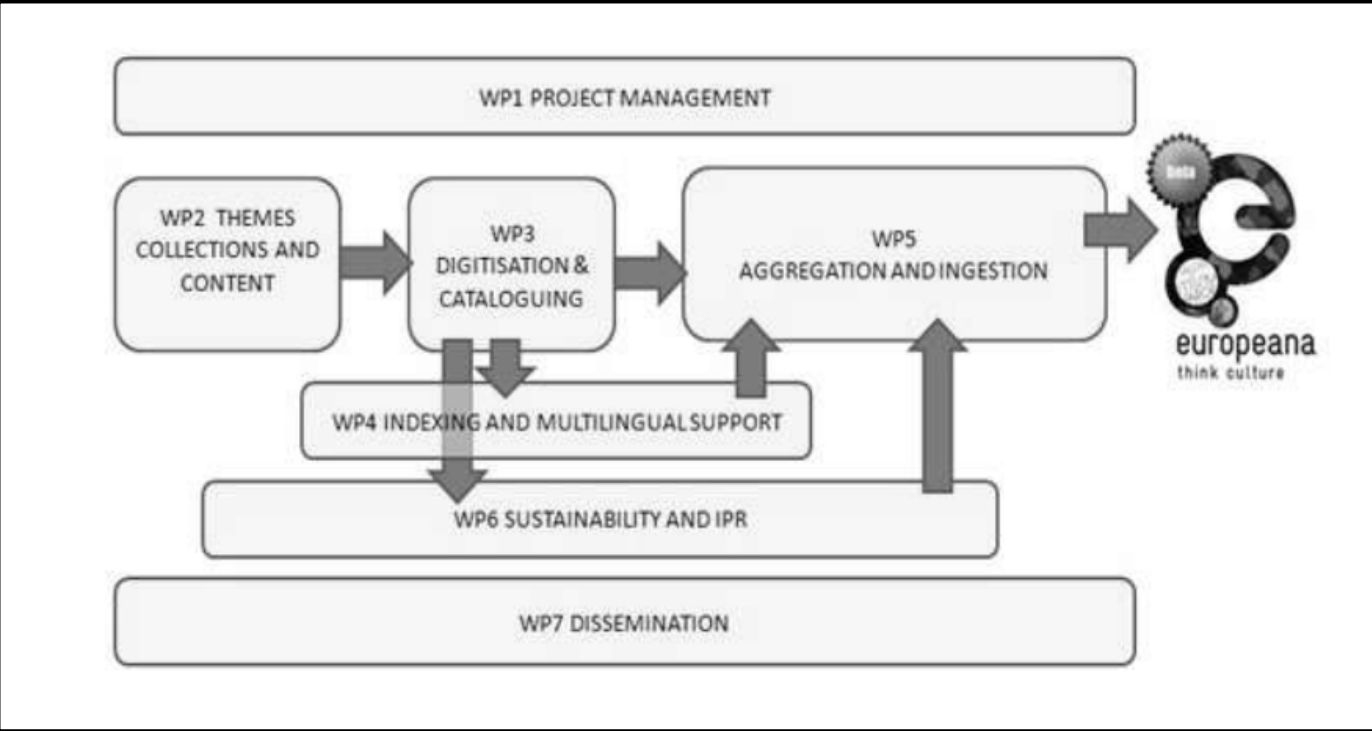 WP1 PROJECT MANAGEMENT
WP2 THEMES
COLLECTIONS AND
CONTENT
WP3
DIGITISATION &
CATALOGUING
WP5
AGGREGATION AND INGESTION
beta
europeana
think culture
WP4 INDEXING AND MULTILINGUAL SUPPORT
WP6 SUSTAINABILITY AND IPR
WP7 DISSEMINATION